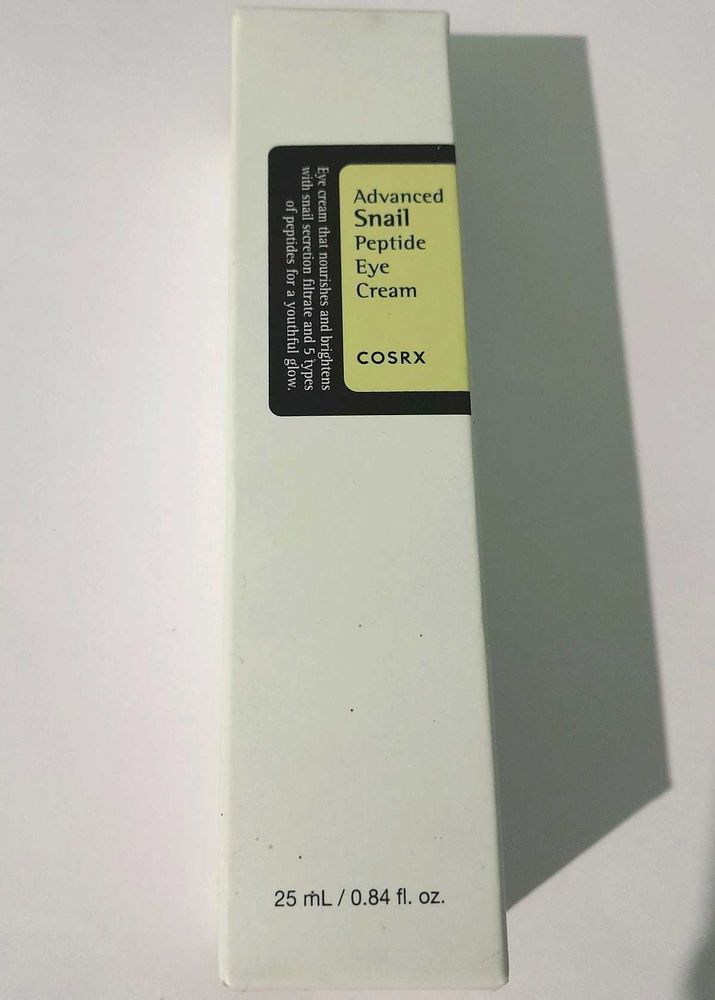 Advanced
Snail
Peptide
Eye
Cream
COSRX
Eye cream that nourishes and brightens
with snail secretion filtrate and 5 types
of peptides for a youthful glow.
25 mL / 0.84 fl. oz.